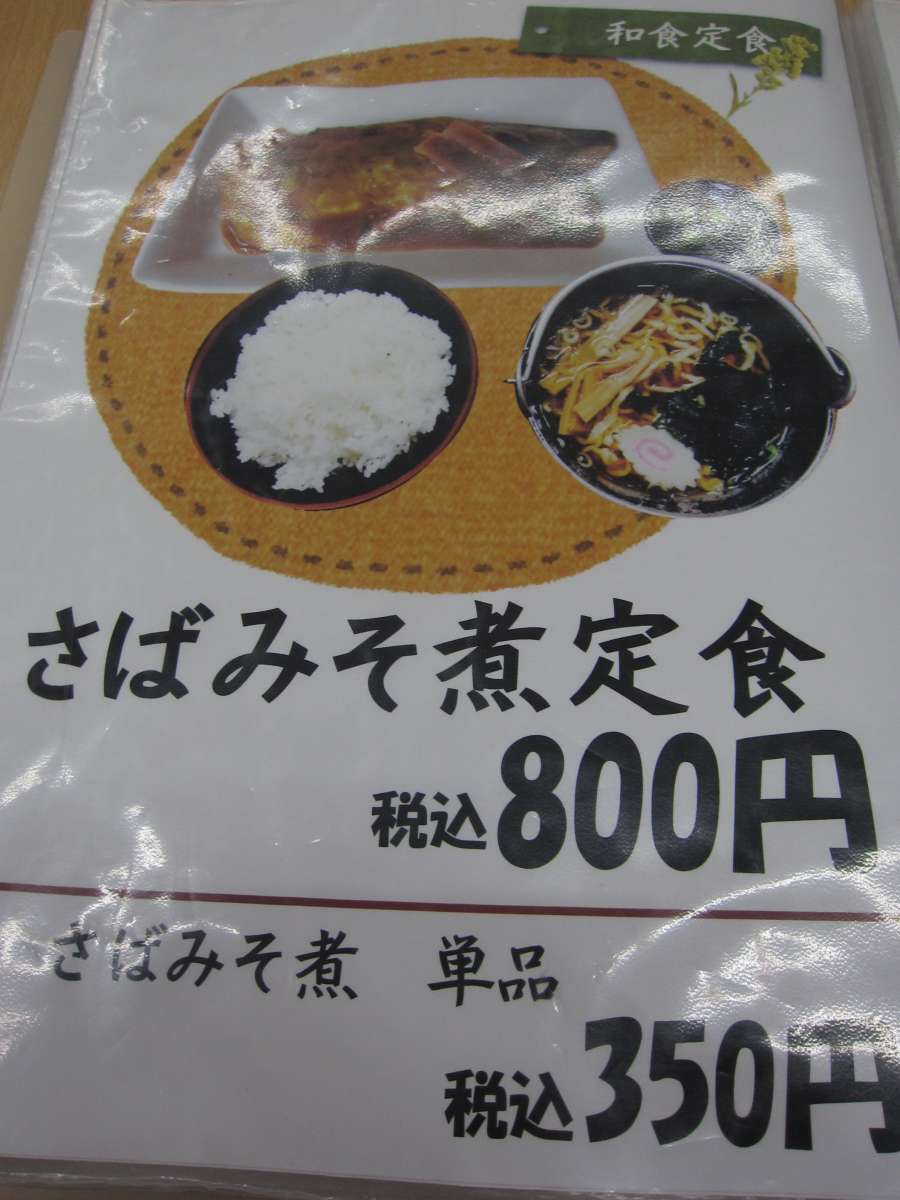 和食定食
さばみそ煮定食
税込800円
さばみそ煮 単品
税込350円